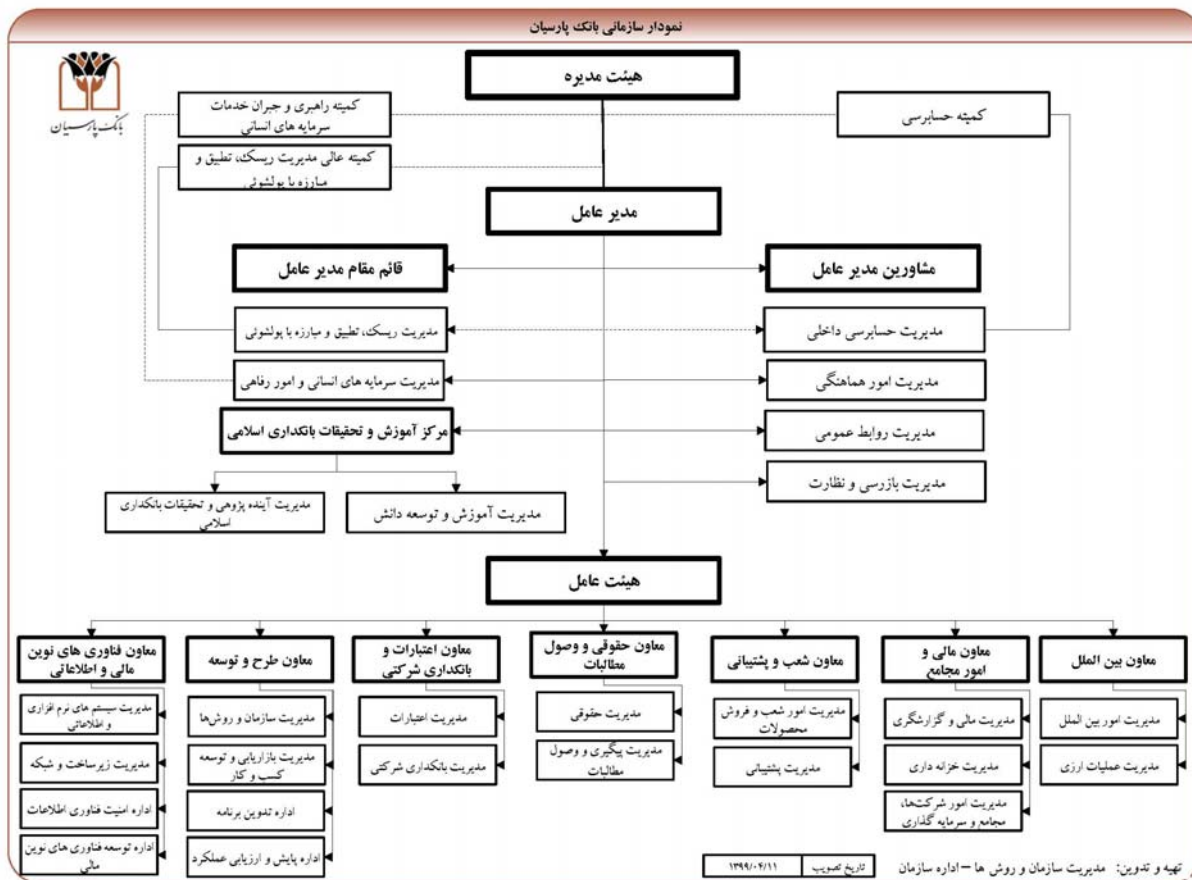 نمودار سازمانی بانک پارسیان
بانک پارسیان
هیئت مدیره
کمیته حسابرسی
کمیته راهبری و جبران خدمات
سرمایه های انسانی
کمیته عالی مدیریت ریسک، تطبیق و
مبارزه با پولشوئی
مدیر عامل
مشاورین مدیر عامل
قائم مقام مدیر عامل
مدیریت حسابرسی داخلی
مدیریت ریسک، تطبیق و مبارزه با پولشوئی
مدیریت امور هماهنگی
مدیریت سرمایه های انسانی و امور رفاهی
مدیریت روابط عمومی
مرکز آموزش و تحقیقات بانکداری اسلامی
مدیریت بازرسی و نظارت
مدیریت آموزش و توسعه دانش
مدیریت آینده پژوهی و تحقیقات بانکداری
اسلامی
هیئت عامل
معاون بین الملل
مدیریت امور بین الملل
مدیریت عملیات ارزی
معاون مالی و
امور مجامع
مدیریت مالی و گزارشگری
مدیریت خزانه داری
مدیریت امور شرکت‌ها،
مجامع و سرمایه گذاری
معاون شعب و پشتیبانی
مدیریت امور شعب و فروش
محصولات
مدیریت پشتیبانی
معاون حقوقی و وصول
مطالبات
مدیریت حقوقی
مدیریت پیگیری و وصول
مطالبات
معاون اعتبارات و
بانکداری شرکتی
مدیریت اعتبارات
مدیریت بانکداری شرکتی
معاون طرح و توسعه
مدیریت سازمان و روش‌ها
مدیریت بازاریابی و توسعه
کسب و کار
اداره تدوین برنامه
اداره پایش و ارزیابی عملکرد
معاون فناوری های نوین
مالی و اطلاعاتی
مدیریت سیستم های نرم افزاری
و اطلاعاتی
مدیریت زیرساخت و شبکه
اداره امنیت فناوری اطلاعات
اداره توسعه فناوری های نوین
مالی
تهیه و تدوین: مدیریت سازمان و روش ها – اداره سازمان
تاریخ تصویب
۱۳۹۹/۰۴/۱۱